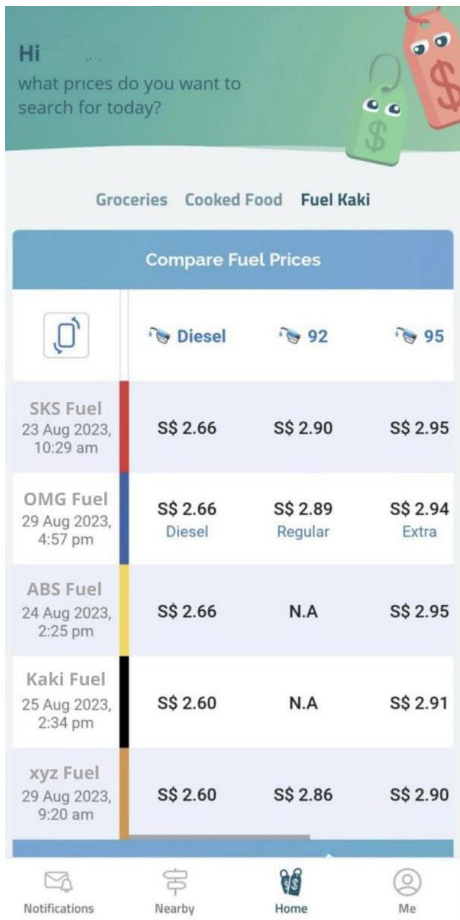 Hi
what prices do you want to
search for today?
$
$
Groceries Cooked Food Fuel Kaki
Compare Fuel Prices
Diesel 92 95
SKS Fuel
23 Aug 2023,
10:29 am
S$ 2.66 S$ 2.90 S$ 2.95
OMG Fuel
29 Aug 2023,
4:57 pm
S$ 2.66 S$ 2.89 S$ 2.94
Diesel Regular Extra
ABS Fuel
24 Aug 2023,
2:25 pm
S$ 2.66 N.A S$ 2.95
Kaki Fuel
25 Aug 2023,
2:34 pm
S$ 2.60 N.A S$ 2.91
xyz Fuel
29 Aug 2023,
9:20 am
S$ 2.60 S$ 2.86 S$ 2.90
Notifications Nearby Home Me